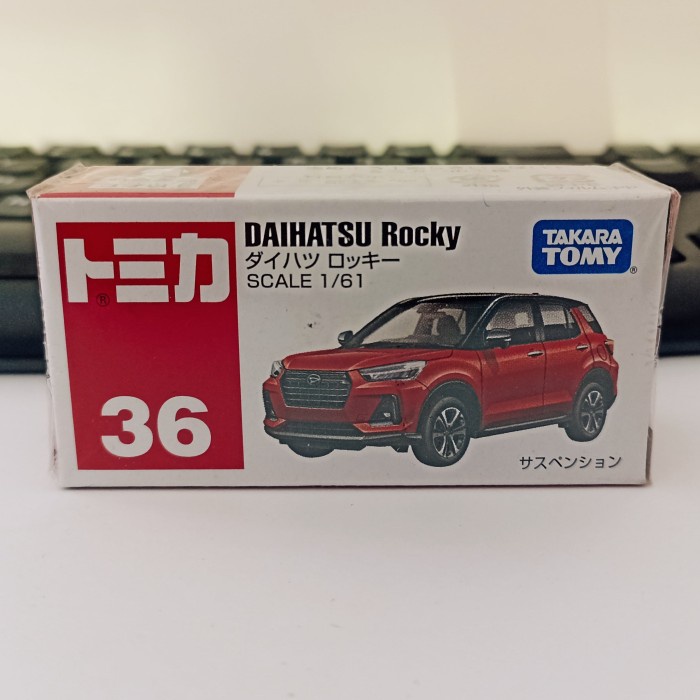 トミカ
®
36
DAIHATSU Rocky
ダイハツ ロッキー
SCALE 1/61
TAKARA
TOMY
®
サスペンション